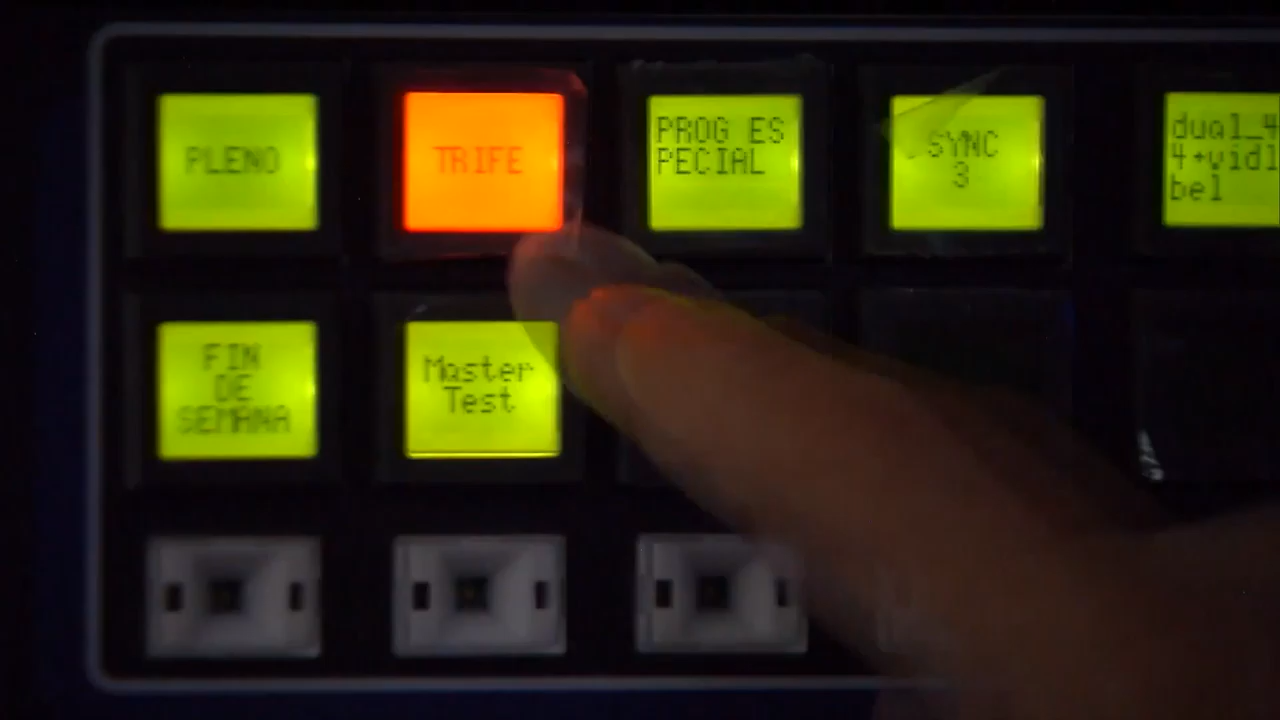 PLENO
TRIFE
PROG ES
PECIAL
SYNC
3
dual_4
4+vidl
bel
FIN
DE
SEMANA
Master
Test